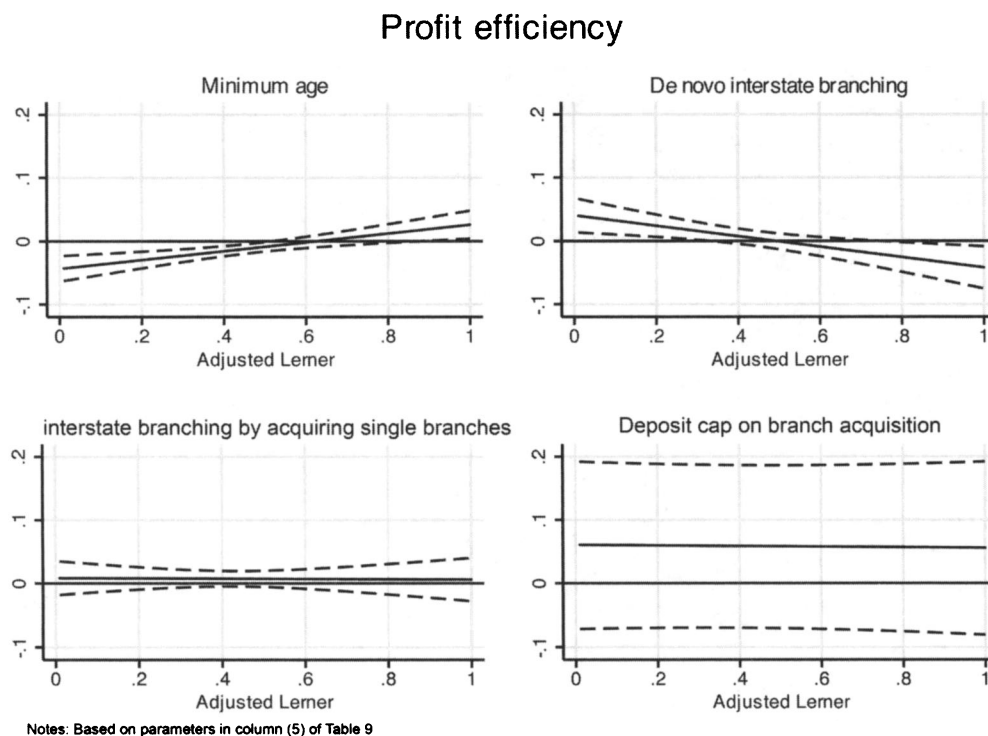 Profit efficiency
Minimum age
.2
.1
0
-.1
0 .2 .4 .6 .8 1
Adjusted Lerner
De novo interstate branching
.2
.1
0
-.1
0 .2 .4 .6 .8 1
Adjusted Lerner
interstate branching by acquiring single branches
.2
.1
0
-.1
0 .2 .4 .6 .8 1
Adjusted Lerner
Deposit cap on branch acquisition
.2
.1
0
-.1
0 .2 .4 .6 .8 1
Adjusted Lerner
Notes: Based on parameters in column (5) of Table 9